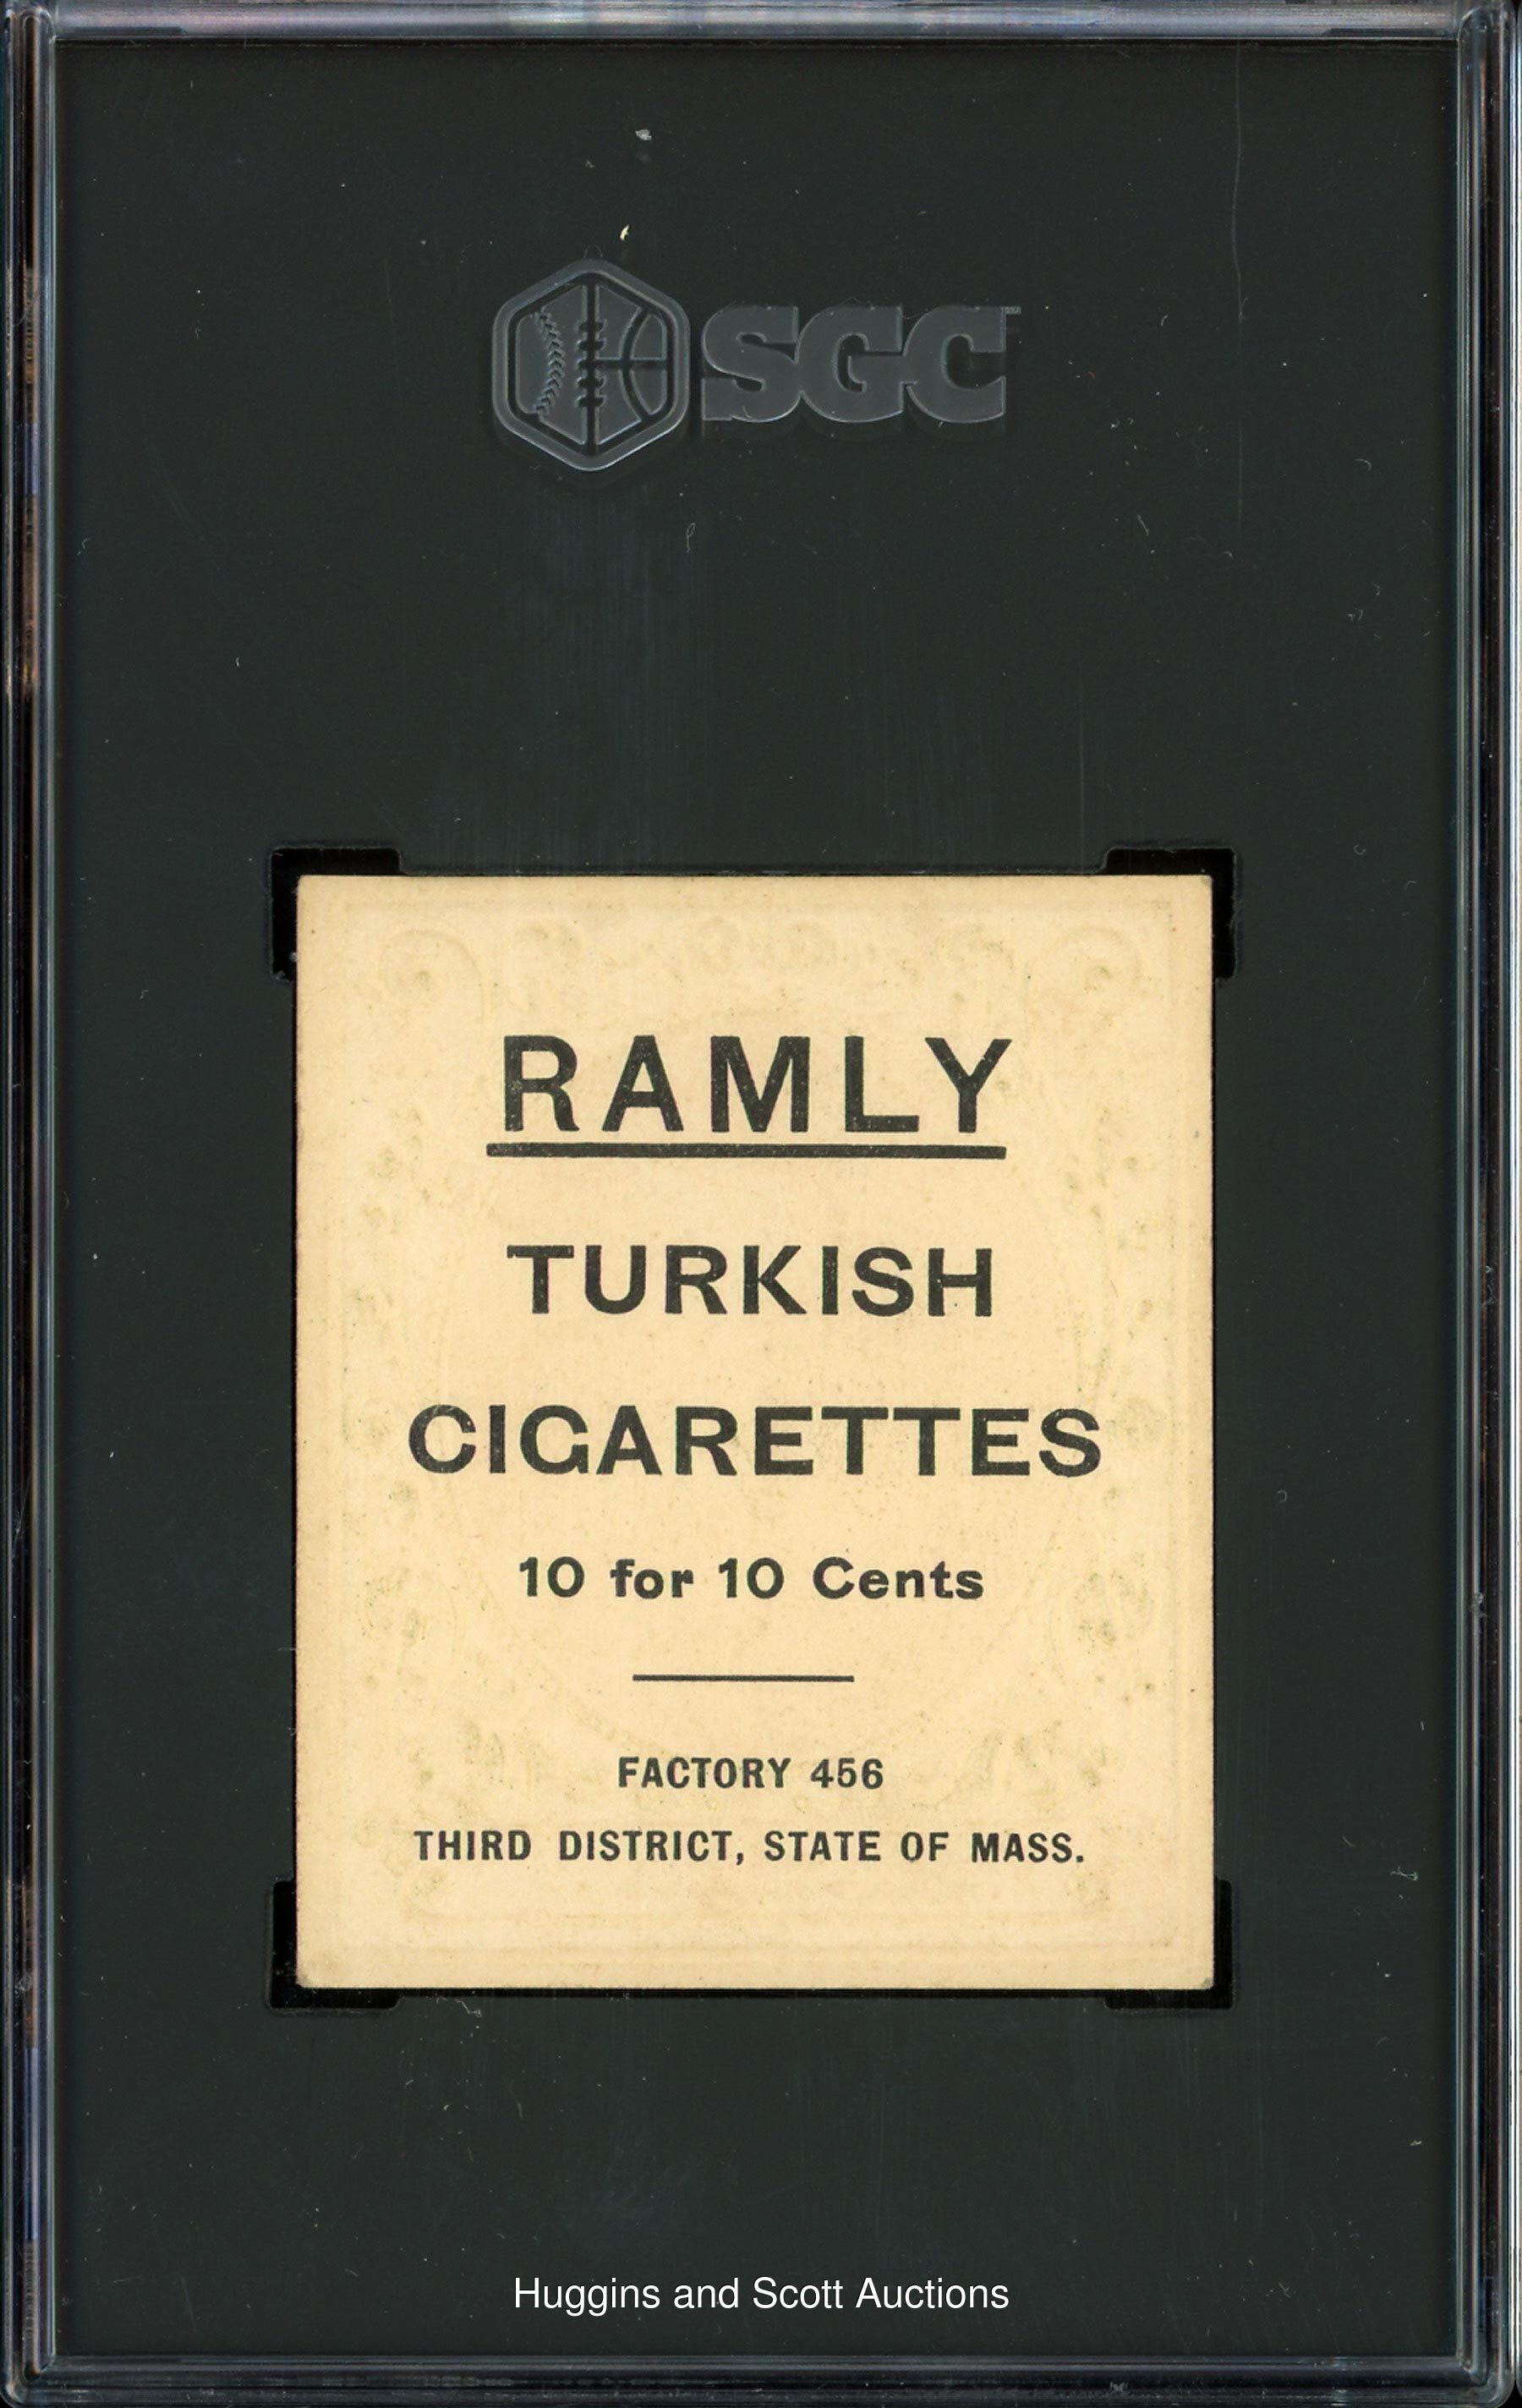 SGC
RAMLY
TURKISH
CIGARETTES
10 for 10 Cents
FACTORY 456
THIRD DISTRICT, STATE OF MASS.
Huggins and Scott Auctions